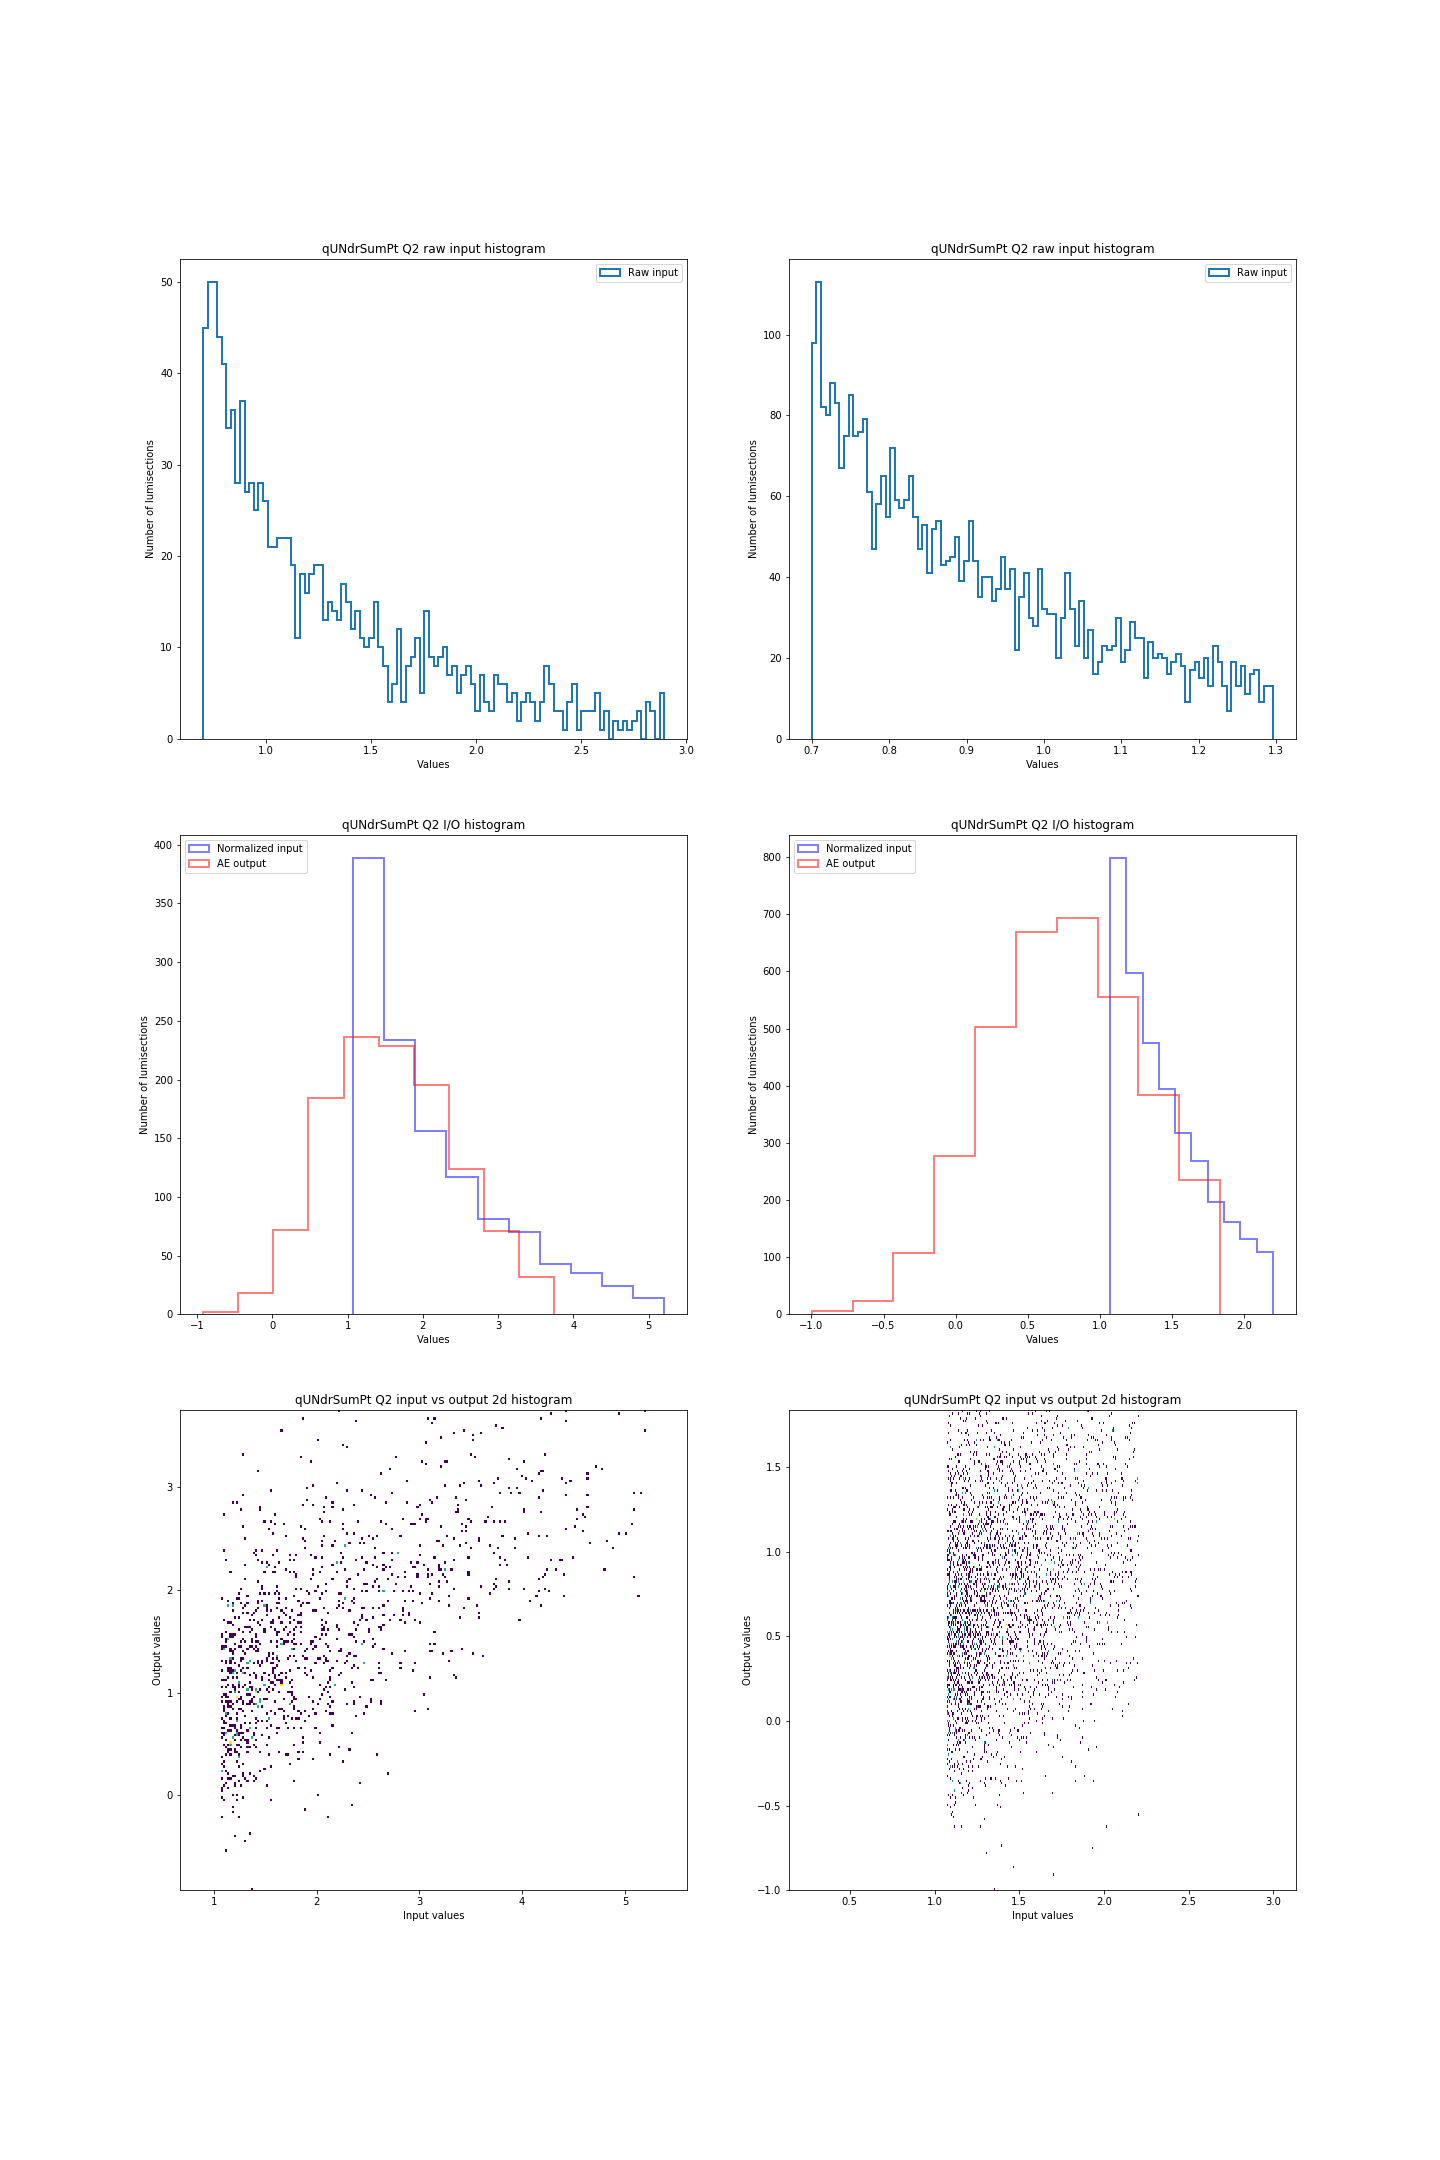 qUNdrSumPt Q2 raw input histogram
Raw input
50
40
30
20
10
0
Number of lumisections
1.0 1.5 2.0 2.5 3.0
Values
qUNdrSumPt Q2 raw input histogram
Raw input
100
80
60
40
20
0
Number of lumisections
0.7 0.8 0.9 1.0 1.1 1.2 1.3
Values
qUNdrSumPt Q2 I/O histogram
Normalized input
AE output
400
350
300
250
200
150
100
50
0
Number of lumisections
−1 0 1 2 3 4 5
Values
qUNdrSumPt Q2 I/O histogram
Normalized input
AE output
800
700
600
500
400
300
200
100
0
Number of lumisections
−1.0 −0.5 0.0 0.5 1.0 1.5 2.0
Values
qUNdrSumPt Q2 input vs output 2d histogram
3
2
1
0
Output values
1 2 3 4 5
Input values
qUNdrSumPt Q2 input vs output 2d histogram
1.5
1.0
0.5
0.0
−0.5
−1.0
Output values
0.5 1.0 1.5 2.0 2.5 3.0
Input values